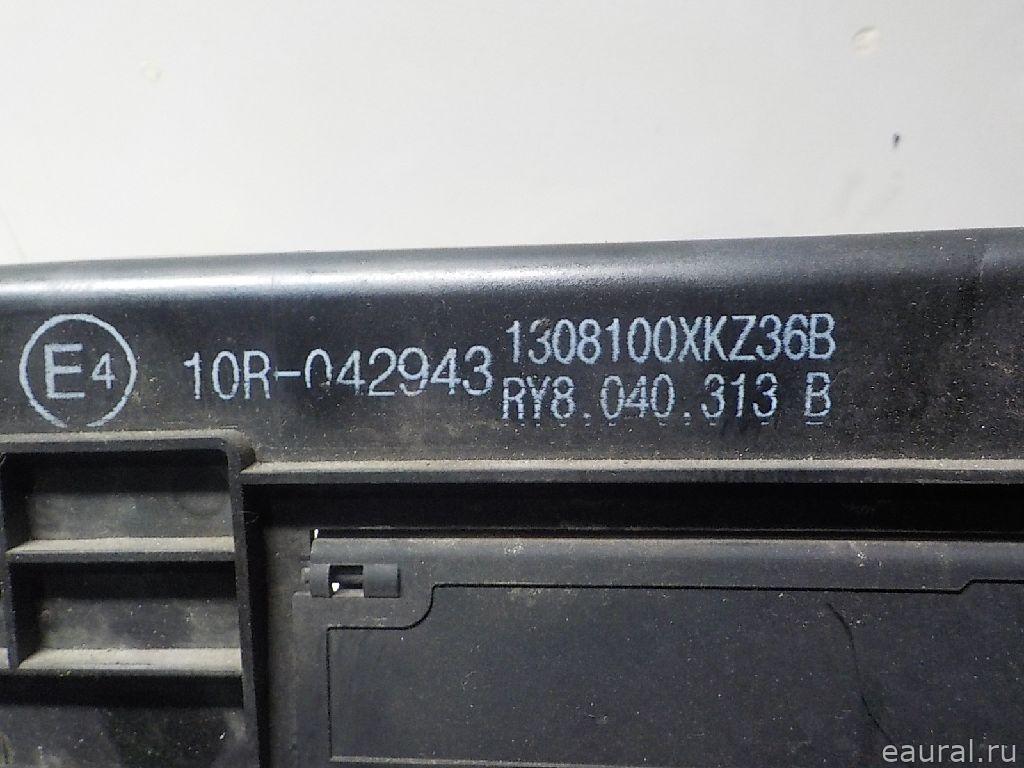 E4
10R-042943
1308100XKZ36B
RY8.040.313 B
eaural.ru